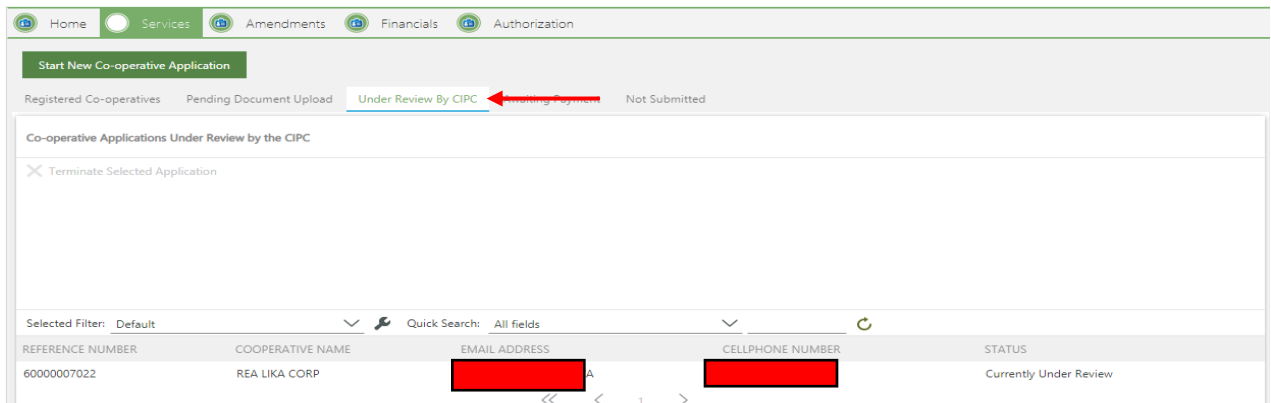 Home Services Amendments Financials Authorization
Start New Co-operative Application
Registered Co-operatives Pending Document Upload Under Review By CIPC Awaiting Payment Not Submitted
Co-operative Applications Under Review by the CIPC
Terminate Selected Application
Selected Filter: Default Quick Search: All fields
REFERENCE NUMBER COOPERATIVE NAME EMAIL ADDRESS CELLPHONE NUMBER STATUS
60000007022 REA LIKA CORP A Currently Under Review
1